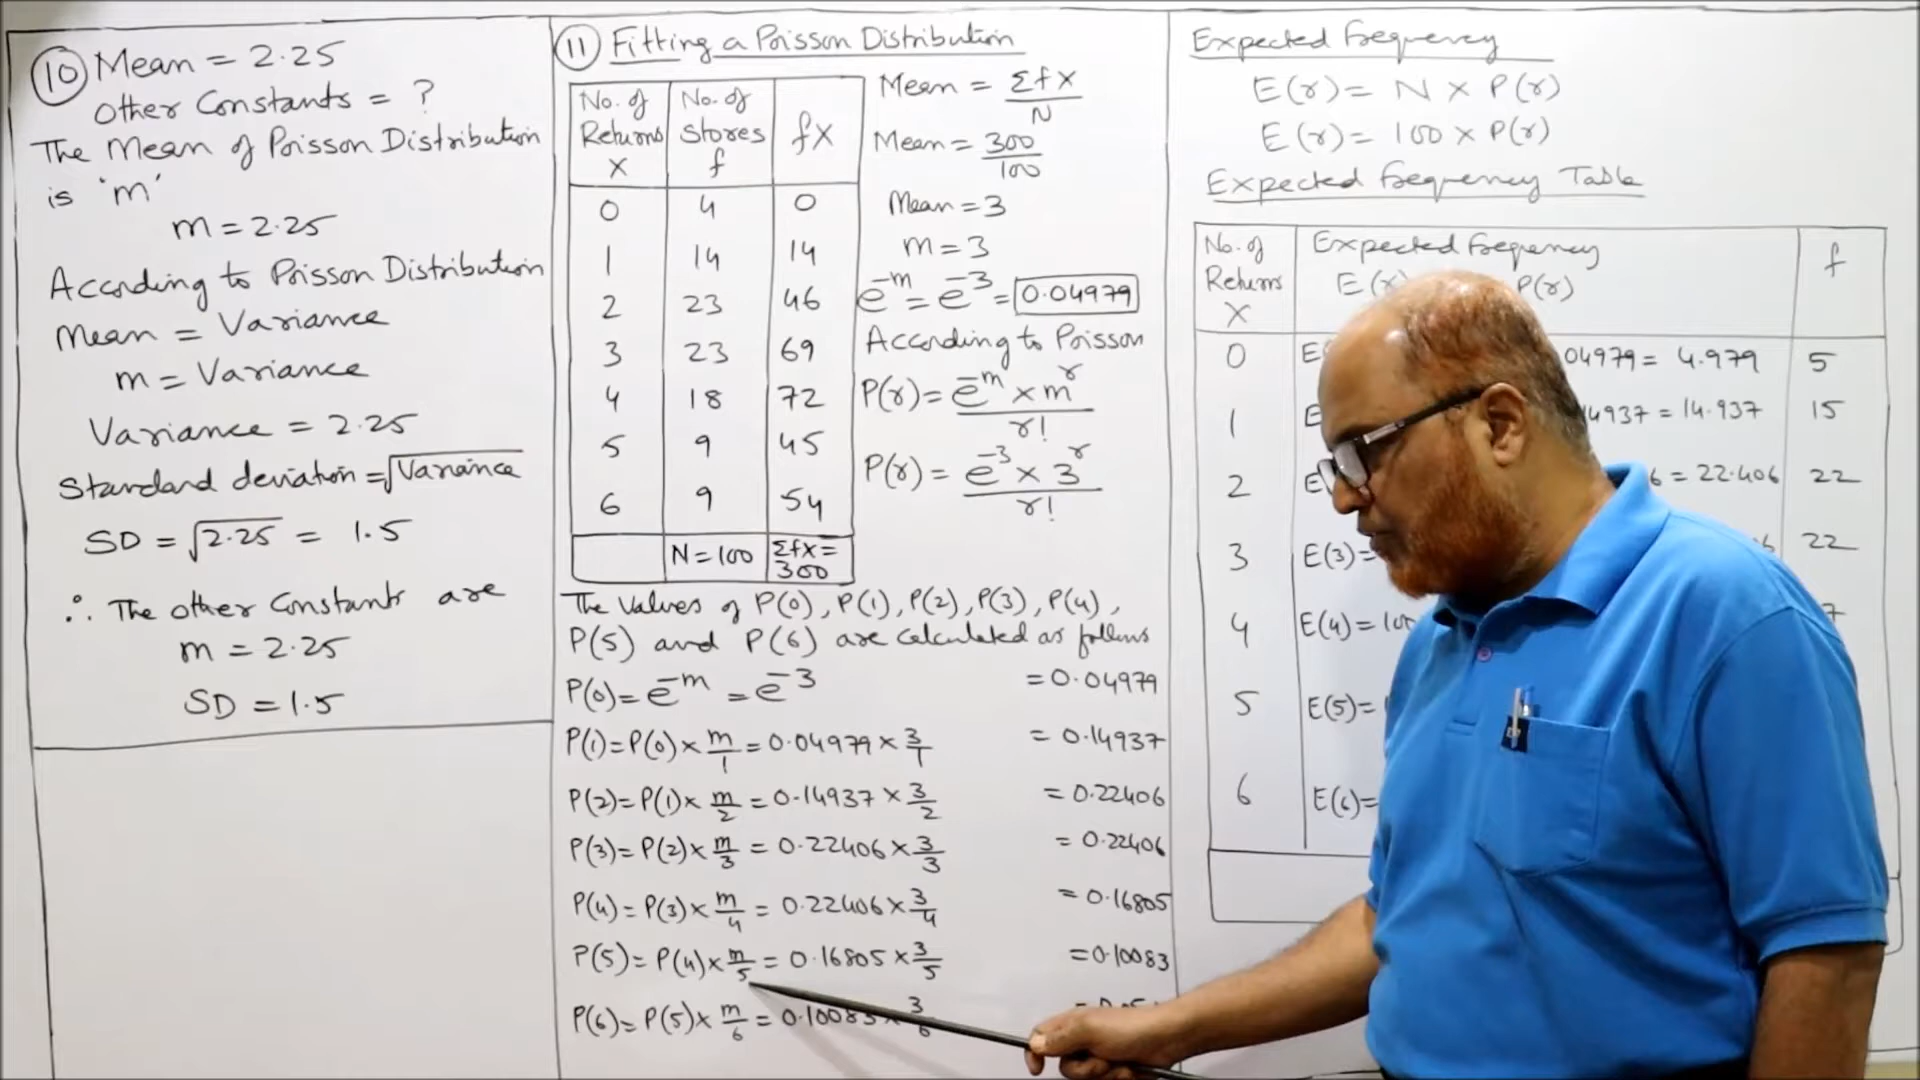 10 Mean = 2.25
Other Constants = ?
The Mean of Poisson Distribution
is 'm'
m = 2.25
According to Poisson Distribution
Mean = Variance
m = Variance
Variance = 2.25
Standard deviation = √Variance
SD = √2.25 = 1.5
∴ The other Constants are
m = 2.25
SD = 1.5
11 Fitting a Poisson Distribution
No. of Returns X | No. of Stores f | fX
0 4 0
1 14 14
2 23 46
3 23 69
4 18 72
5 9 45
6 9 54
N = 100 Σfx = 300
Mean = Σfx / N
Mean = 300 / 100
Mean = 3
m = 3
e^-m = e^-3 = 0.04979
According to Poisson
P(r) = e^-m × m^r / r!
P(r) = e^-3 × 3^r / r!
The values of P(0), P(1), P(2), P(3), P(4),
P(5) and P(6) are calculated as follows
P(0) = e^-m = e^-3 = 0.04979
P(1) = P(0) × m/1 = 0.04979 × 3/1 = 0.14937
P(2) = P(1) × m/2 = 0.14937 × 3/2 = 0.22406
P(3) = P(2) × m/3 = 0.22406 × 3/3 = 0.22406
P(4) = P(3) × m/4 = 0.22406 × 3/4 = 0.16805
P(5) = P(4) × m/5 = 0.16805 × 3/5 = 0.10083
P(6) = P(5) × m/6 = 0.10083 × 3/6
Expected frequency
E(r) = N × P(r)
E(r) = 100 × P(r)
Expected frequency Table
No. of Returns X | Expected frequency P(r) | f
0 04979 = 4.979 5
1 14937 = 14.937 15
2 6 = 22.406 22
3 E(3) = 22
4 E(4) = 100
5 E(5) =
6 E(6) =